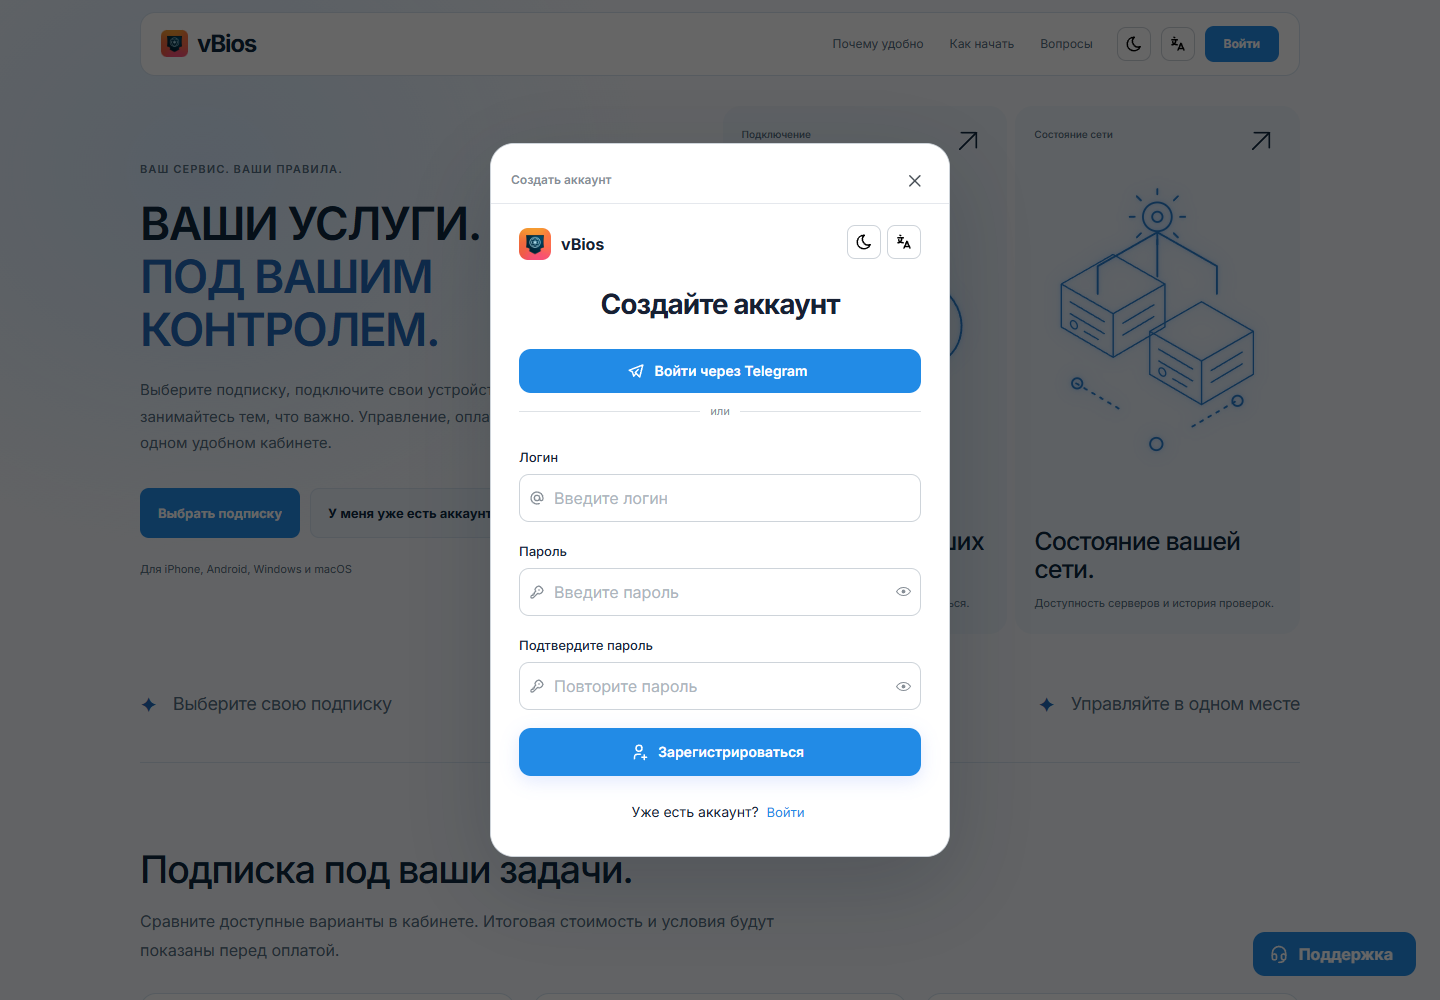 vBios
Почему удобно
Как начать
Вопросы
Войти
ВАШ СЕРВИС. ВАШИ ПРАВИЛА.
ВАШИ УСЛУГИ.
ПОД ВАШИМ
КОНТРОЛЕМ.
Выберите подписку, подключите свои
занимайтесь тем, что важно. Управление,
одном удобном кабинете.
Выбрать подписку
У меня уже есть аккаунт
Для iPhone, Android, Windows и macOS
Подключение
Состояние сети
Состояние вашей
сети.
Доступность серверов и история проверок.
Создать аккаунт
vBios
Создайте аккаунт
Войти через Telegram
или
Логин
Введите логин
Пароль
Введите пароль
Подтвердите пароль
Повторите пароль
Зарегистрироваться
Уже есть аккаунт? Войти
Выберите свою подписку
Управляйте в одном месте
Подписка под ваши задачи.
Сравните доступные варианты в кабинете. Итоговая стоимость и условия будут
показаны перед оплатой.
Поддержка